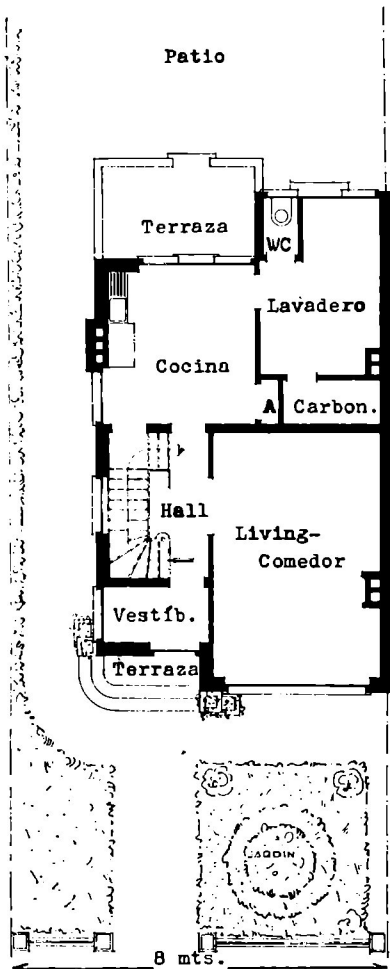 Patio
Terraza
WC
Lavadero
Cocina
A
Carbon.
Hall
Living-
Comedor
Vestíb.
Terraza
JARDIN
8 mts.